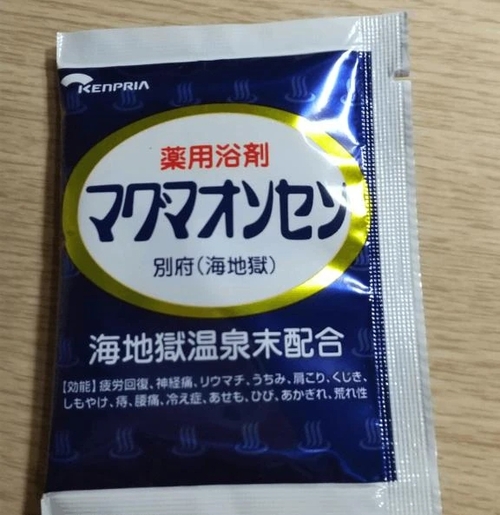 KENPRIA
薬用浴剤
マグマオンセン
別府（海地獄）
海地獄温泉末配合
【効能】疲労回復、神経痛、リウマチ、うちみ、肩こり、くじき、
しもやけ、痔、腰痛、冷え症、あせも、ひび、あかぎれ、荒れ性